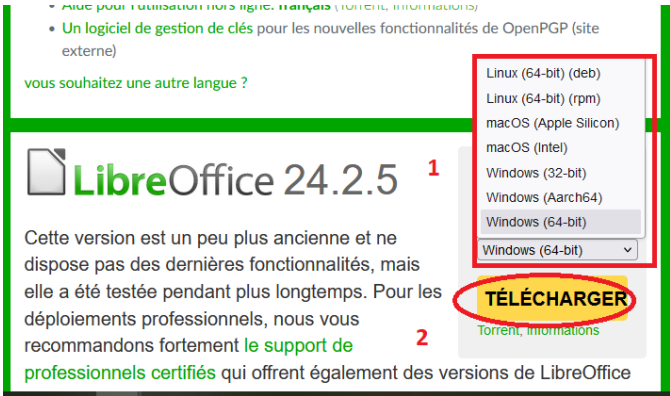 Aide pour l'utilisation hors ligne: français (Torrent, Informations)
Un logiciel de gestion de clés pour les nouvelles fonctionnalités de OpenPGP (site
externe)
vous souhaitez une autre langue ?
Linux (64-bit) (deb)
Linux (64-bit) (rpm)
macOS (Apple Silicon)
macOS (Intel)
Windows (32-bit)
Windows (Aarch64)
Windows (64-bit)
Windows (64-bit)
1
LibreOffice 24.2.5
Cette version est un peu plus ancienne et ne
dispose pas des dernières fonctionnalités, mais
elle a été testée pendant plus longtemps. Pour les
déploiements professionnels, nous vous
recommandons fortement le support de
professionnels certifiés qui offrent également des versions de LibreOffice
TÉLÉCHARGER
2
Torrent, Informations